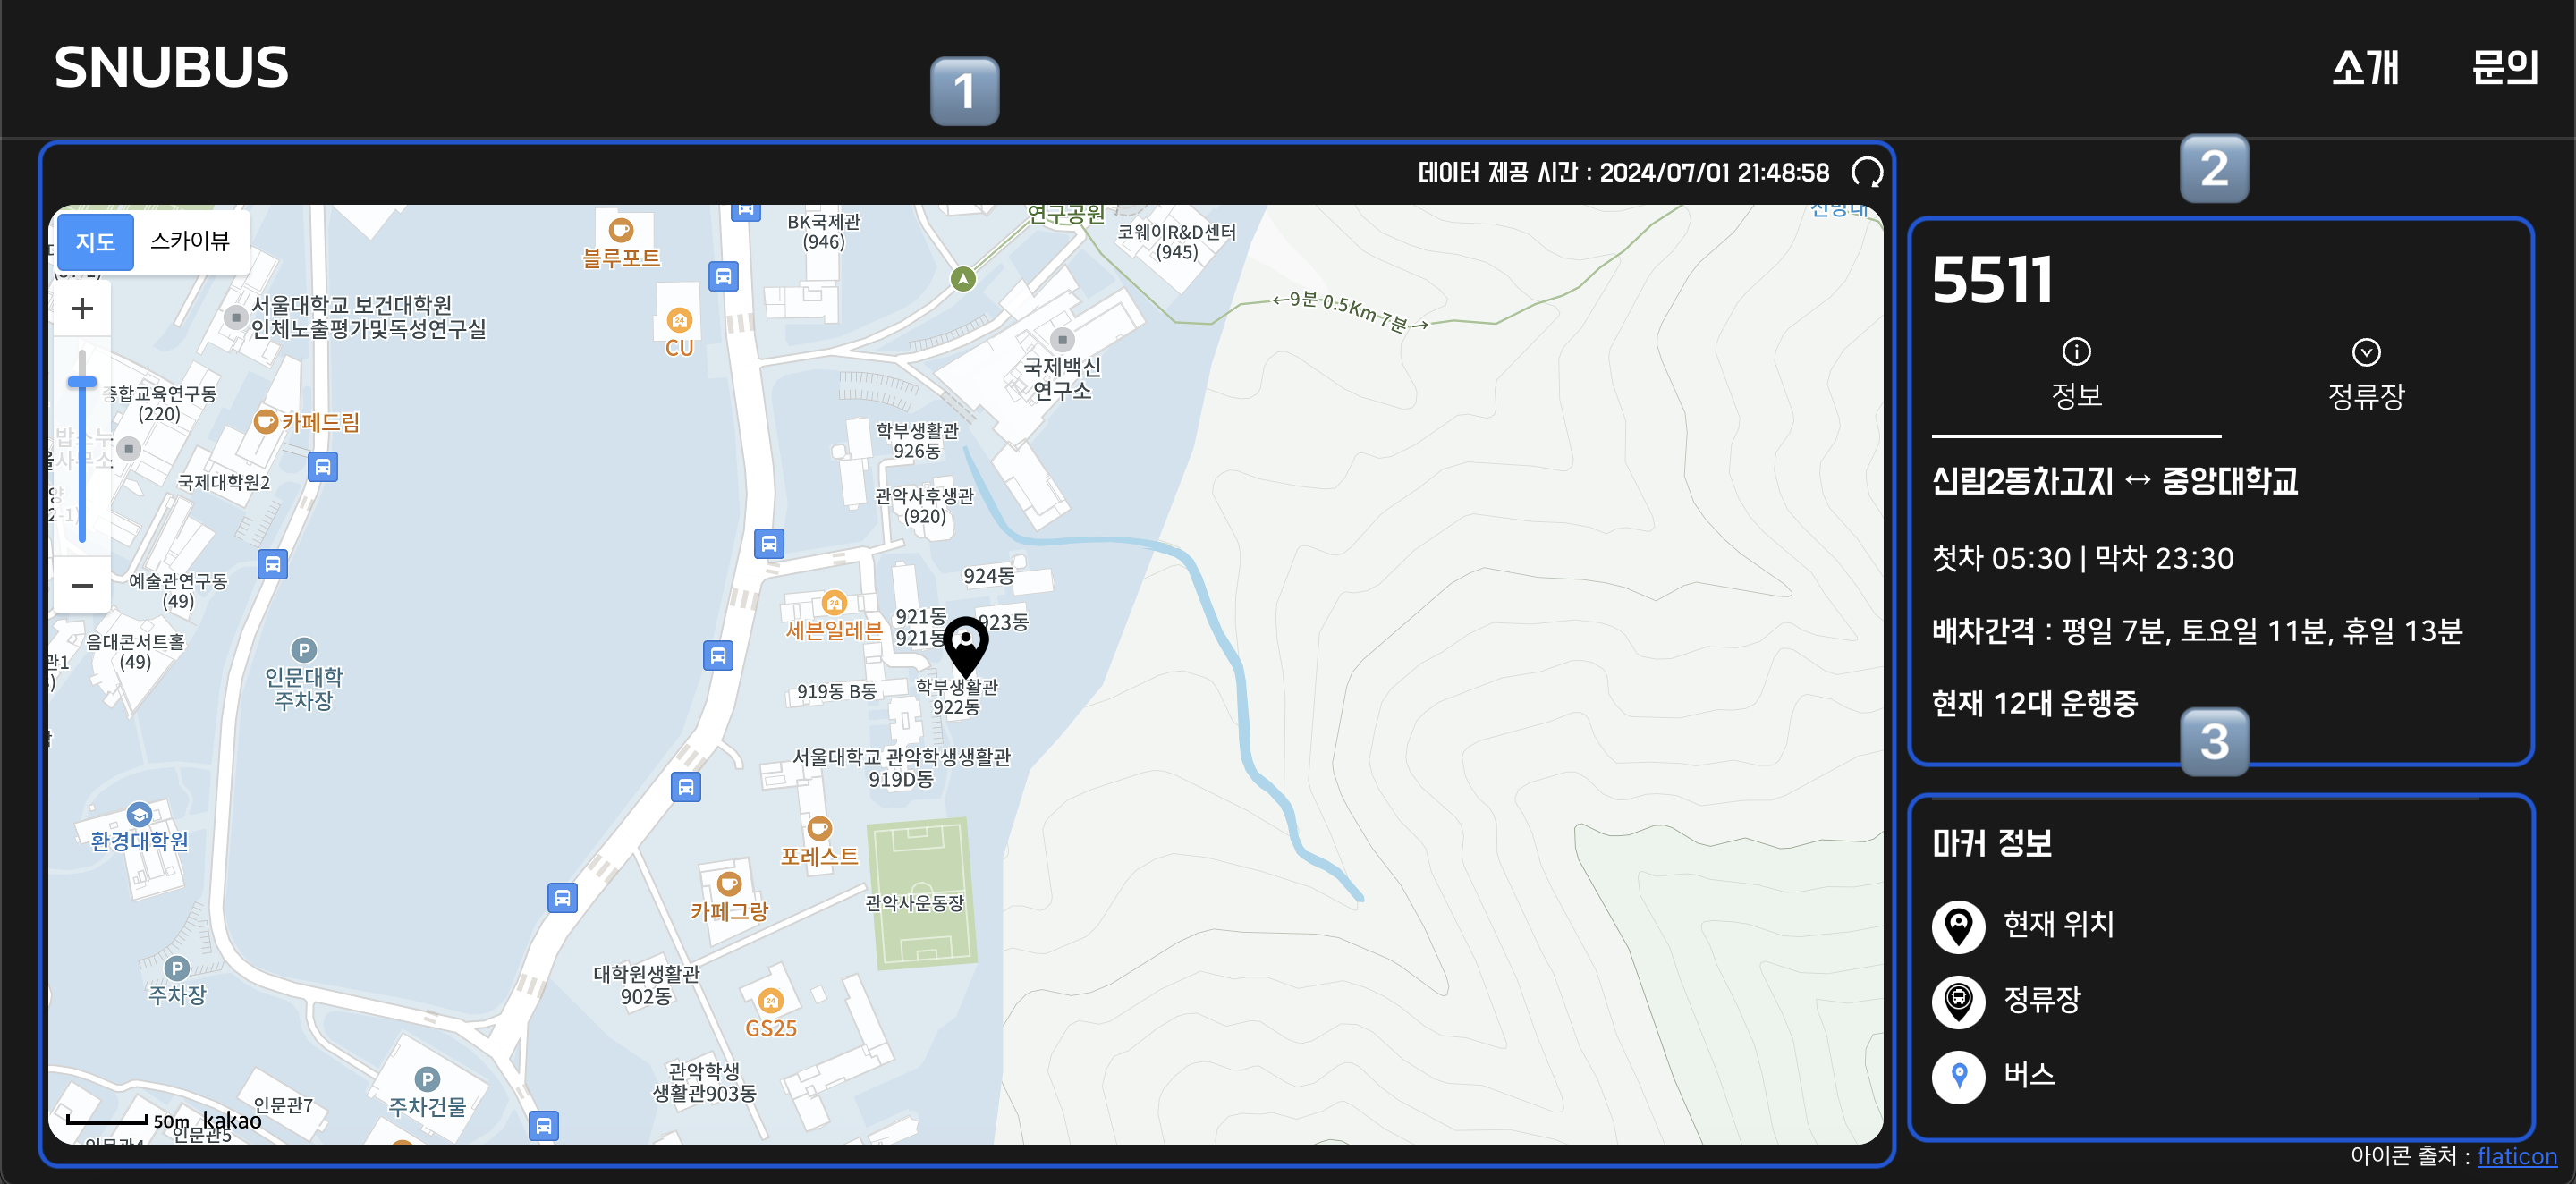 SNUBUS
소개
문의
1
데이터 제공 시간 : 2024/07/01 21:48:58
2
지도
스카이뷰
블루포트
BK국제관
(946)
연구공원
코웨이R&D센터
(945)
서울대학교 보건대학원
인체노출평가및독성연구실
CU
24
←9분 0.5Km 7분→
국제백신
연구소
종합교육연구동
(220)
카페드림
국제대학원2
학부생활관
926동
관악사후생관
(920)
예술관연구동
(49)
음대콘서트홀
(49)
P
인문대학
주차장
24
세븐일레븐
924동
921동
921동
923동
919동 B동
학부생활관
922동
서울대학교 관악학생생활관
919D동
환경대학원
포레스트
카페그랑
관악사운동장
P
주차장
대학원생활관
902동
24
GS25
관악학생
생활관903동
P
주차건물
인문관7
인문관5
50m
kakao
5511
정보
정류장
신림2동차고지 ↔ 중앙대학교
첫차 05:30 | 막차 23:30
배차간격 : 평일 7분, 토요일 11분, 휴일 13분
현재 12대 운행중
3
마커 정보
현재 위치
정류장
버스
아이콘 출처 : flaticon